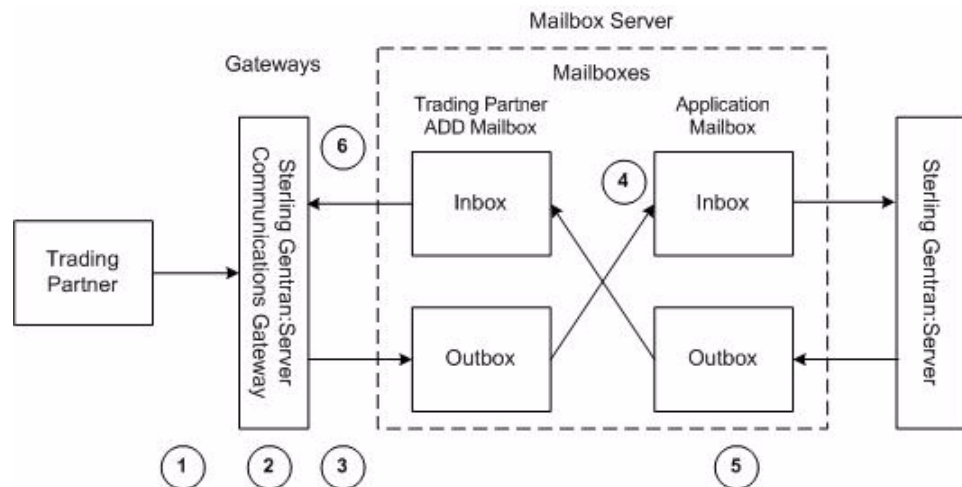 Mailbox Server
Gateways
Mailboxes
Trading Partner
ADD Mailbox
Application
Mailbox
6
4
Sterling Gentran:Server
Communications Gateway
Inbox
Inbox
Sterling Gentran:Server
Trading
Partner
Outbox
Outbox
1
2
3
5